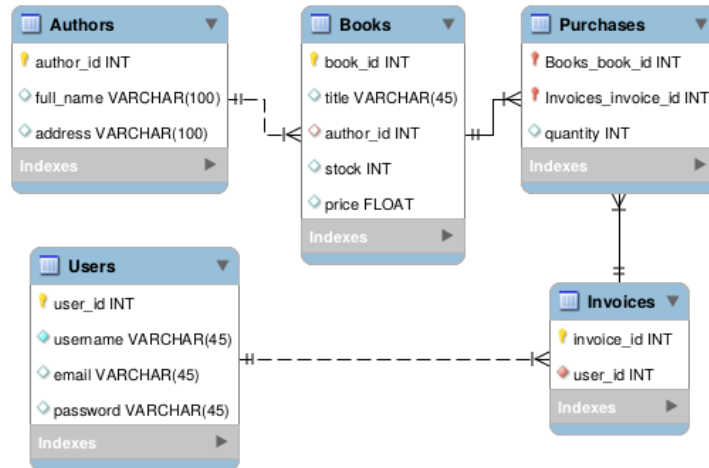 Authors
author_id INT
full_name VARCHAR(100)
address VARCHAR(100)
Indexes
Books
book_id INT
title VARCHAR(45)
author_id INT
stock INT
price FLOAT
Indexes
Purchases
Books_book_id INT
Invoices_invoice_id INT
quantity INT
Indexes
Users
user_id INT
username VARCHAR(45)
email VARCHAR(45)
password VARCHAR(45)
Indexes
Invoices
invoice_id INT
user_id INT
Indexes